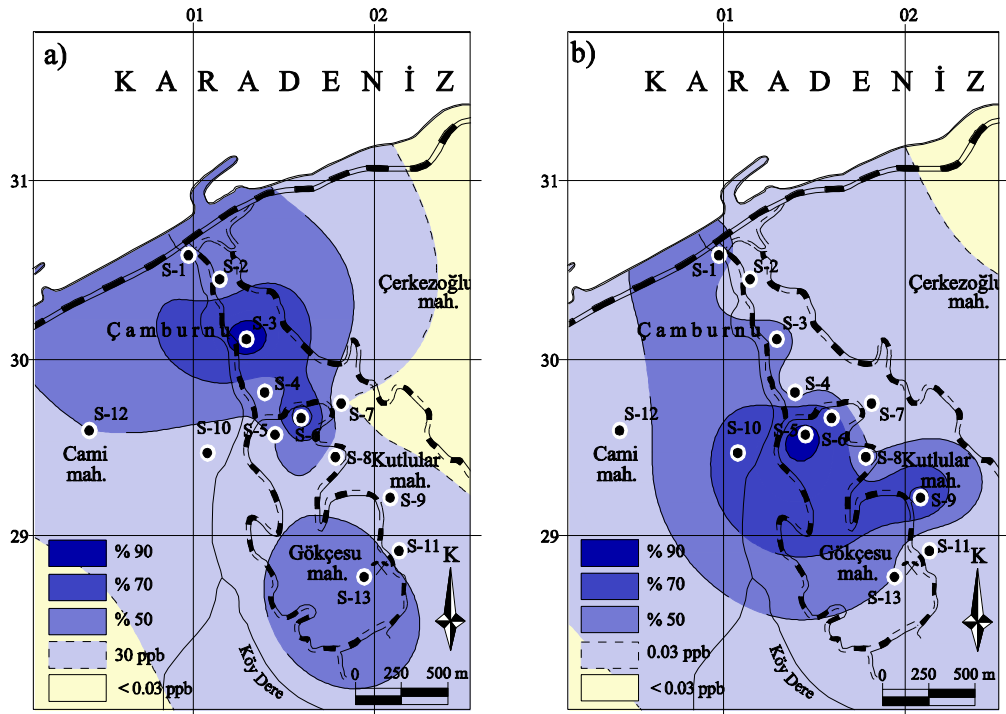 01
02
a)
K A R A D E N İ Z
31
S-1
S-2
Çerkezoğlu
mah.
Çamburnu
S-3
30
S-4
S-12
S-10
S-5
S-6
S-7
Cami
mah.
S-8
Kutlular
mah.
S-9
29
% 90
% 70
% 50
30 ppb
< 0.03 ppb
Gökçesu
mah.
S-11
S-13
K
Köy Dere
0 250 500 m
01
02
b)
K A R A D E N İ Z
31
S-1
S-2
Çerkezoğlu
mah.
Çamburnu
S-3
30
S-4
S-12
S-10
S-5
S-6
S-7
Cami
mah.
S-8
Kutlular
mah.
S-9
29
% 90
% 70
% 50
0.03 ppb
< 0.03 ppb
Gökçesu
mah.
S-11
S-13
K
Köy Dere
0 250 500 m